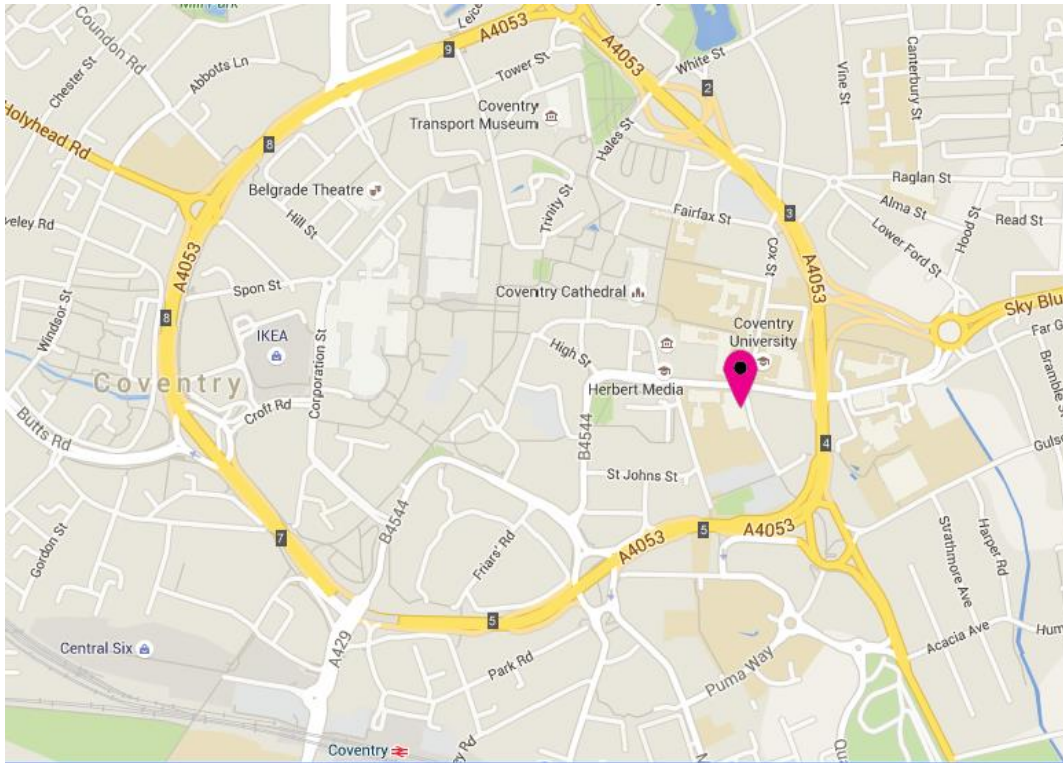 Coundon Rd
Leice
A4053
9
White St
Canterbury St
Chester St
Abbotts Ln
Tower St
2
Vine St
Coventry
Transport Museum
Hales St
Holyhead Rd
8
Raglan St
Belgrade Theatre
Trinity St
Fairfax St
3
Alma St
Read St
Hood St
veley Rd
Hill St
Cox St
Lower Ford St
A4053
A4053
Spon St
Coventry Cathedral
Sky Blu
Windsor St
8
IKEA
Corporation St
High St
Coventry
University
Far G
Bramble St
Coventry
Herbert Media
Croft Rd
Butts Rd
B4544
4
Gulso
St Johns St
B4544
A4053
5
A4053
Gordon St
7
Friars' Rd
Strathmore Ave
Harper Rd
5
Acacia Ave
Hum
Central Six
A429
Park Rd
Puma Way
Coventry
ley Rd
Qua